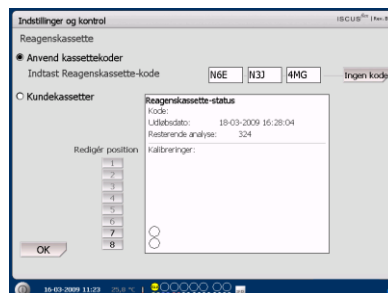 Indstillinger og kontrol
Reagenskassette
Anvend kassettekoder
Indtast Reagenskassette-kode
N6E N3J 4MG
Ingen kode
Kundekassetter
Reagenskassette-status
Kode:
Udløbsdato: 18-03-2009 16:28:04
Resterende analyse: 324
Redigér position
Kalibreringer:
1
2
3
4
5
6
7
8
OK
16-03-2009 11:23 25,8 °C